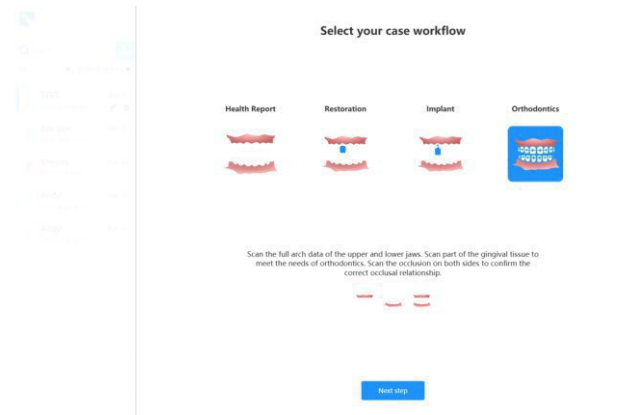 Select your case workflow
Health Report Restoration Implant Orthodontics
Scan the full arch data of the upper and lower jaws. Scan part of the gingival tissue to
meet the needs of orthodontics. Scan the occlusion on both sides to confirm the
correct occlusal relationship.
Next step